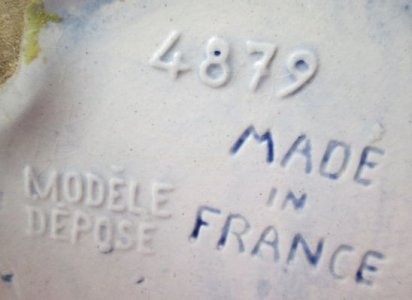 4879
MADE
IN
FRANCE
MODÈLE
DÉPOSÉ